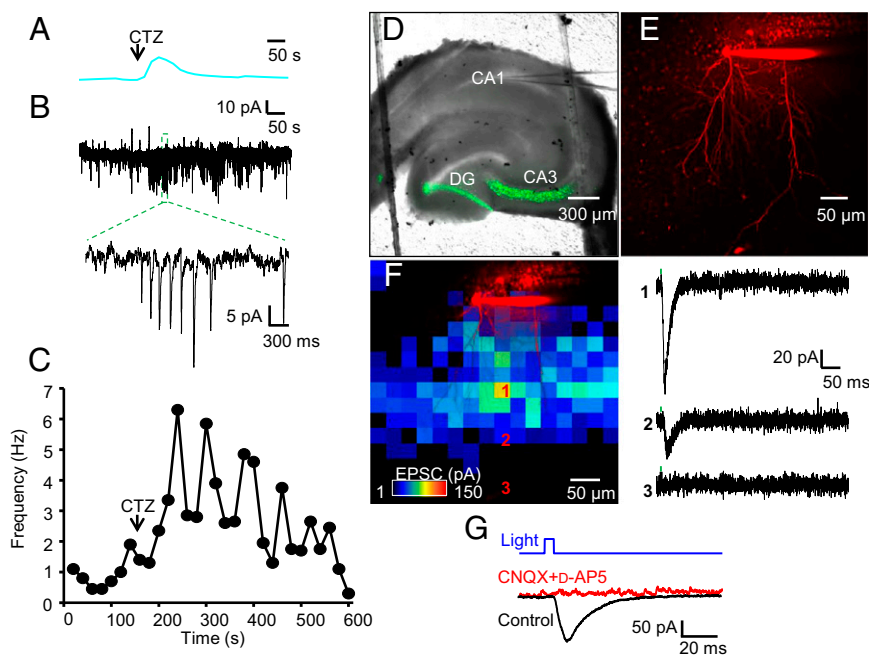 A
CTZ
50 s
B
10 pA
50 s
5 pA
300 ms
C
7
6
5
4
3
2
1
0
Frequency (Hz)
CTZ
0 100 200 300 400 500 600
Time (s)
D
CA1
DG
CA3
300 µm
E
50 µm
F
1
2
3
EPSC (pA)
1 150
50 µm
1
20 pA
50 ms
2
3
G
Light
CNQX+D-AP5
Control
50 pA
20 ms